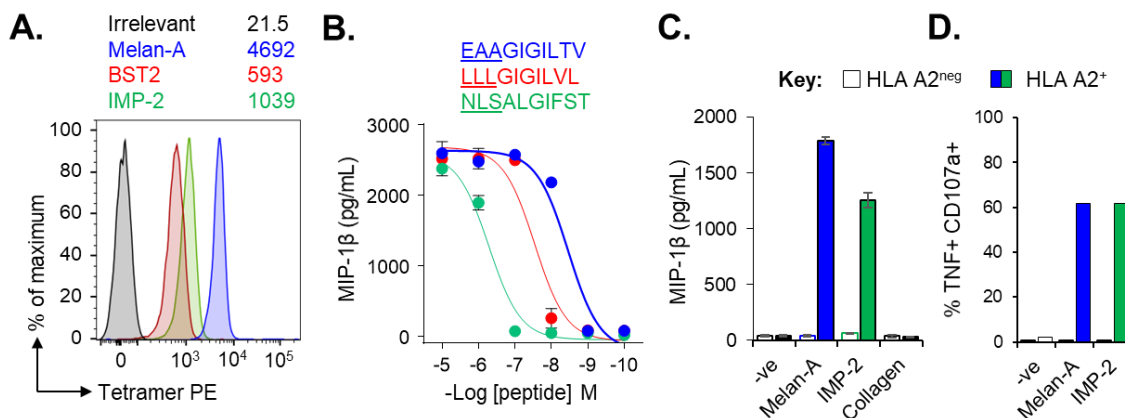 A.
Irrelevant 21.5
Melan-A 4692
BST2 593
IMP-2 1039
% of maximum
100
80
60
40
20
0
0 10³ 10⁴ 10⁵
Tetramer PE
B.
EAAGIGILTV
LLLGIGILVL
NLSALGIFST
MIP-1β (pg/mL)
3000
2000
1000
0
-5 -6 -7 -8 -9 -10
-Log [peptide] M
C.
D.
Key: HLA A2ⁿᵉᵍ HLA A2⁺
MIP-1β (pg/mL)
2000
1500
1000
500
0
-ve
Melan-A
IMP-2
Collagen
% TNF+ CD107a+
100
80
60
40
20
0
-ve
Melan-A
IMP-2